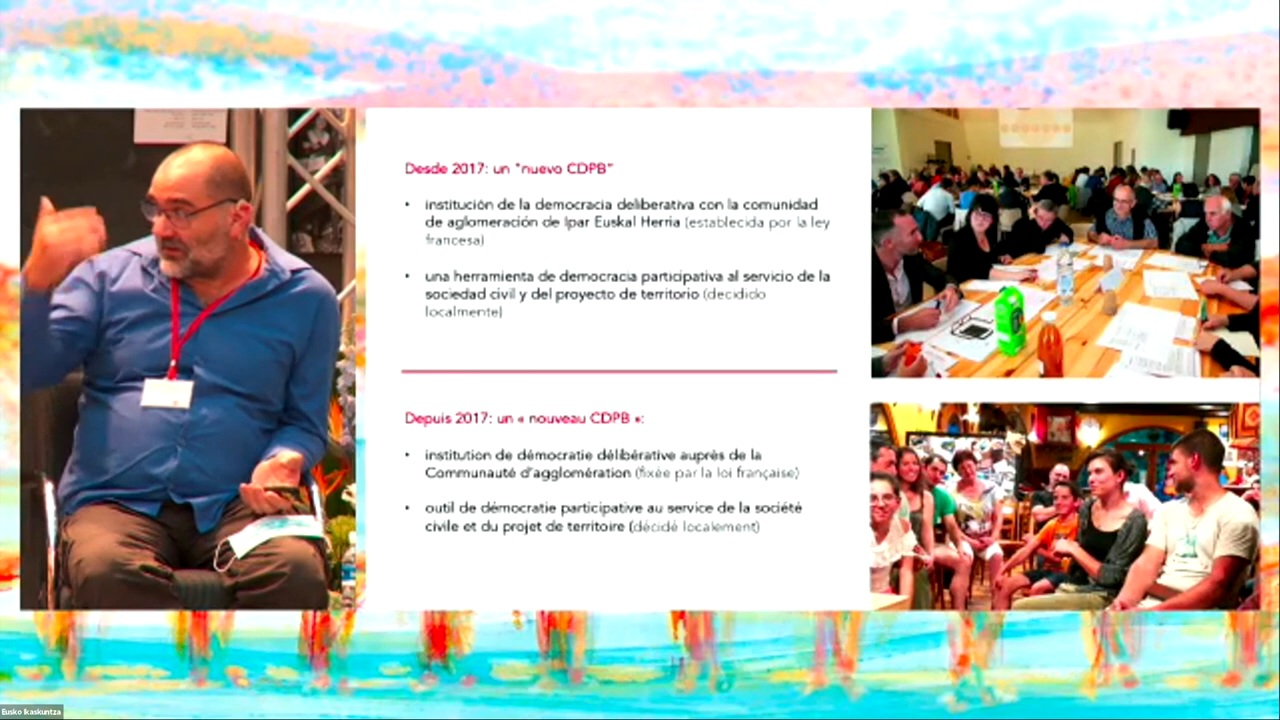 Desde 2017: un "nuevo CDPB"
• institución de la democracia deliberativa con la comunidad
de aglomeración de Ipar Euskal Herria (establecida por la ley
francesa)
• una herramienta de democracia participativa al servicio de la
sociedad civil y del proyecto de territorio (decidido
localmente)
Depuis 2017: un « nouveau CDPB »:
• institution de démocratie délibérative auprès de la
Communauté d'agglomération (fixée par la loi française)
• outil de démocratie participative au service de la société
civile et du projet de territoire (décidé localement)
Eusko Ikaskuntza